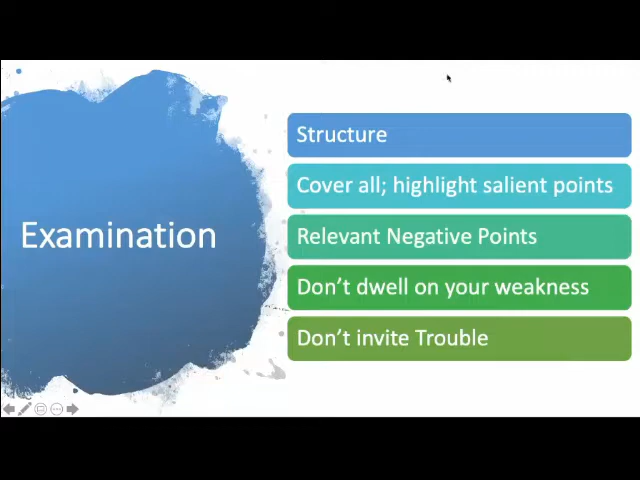 Examination
Structure
Cover all; highlight salient points
Relevant Negative Points
Don’t dwell on your weakness
Don’t invite Trouble